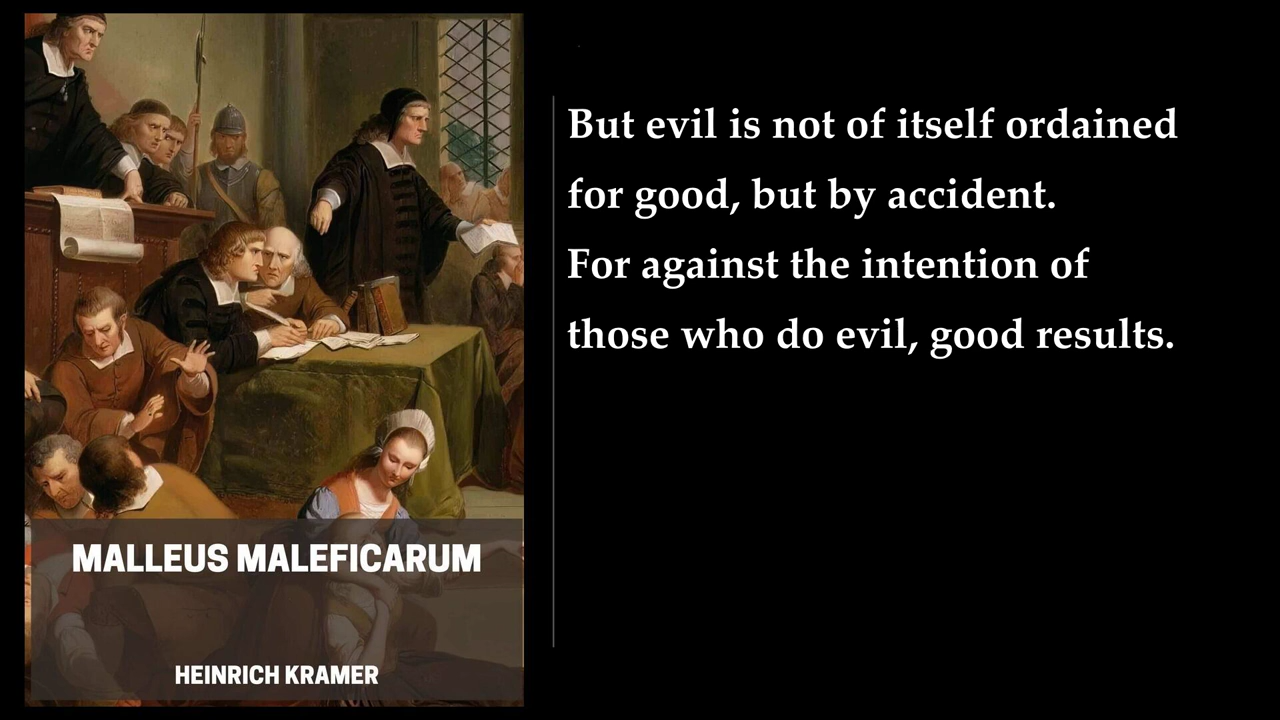 MALLEUS MALEFICARUM
HEINRICH KRAMER
But evil is not of itself ordained
for good, but by accident.
For against the intention of
those who do evil, good results.